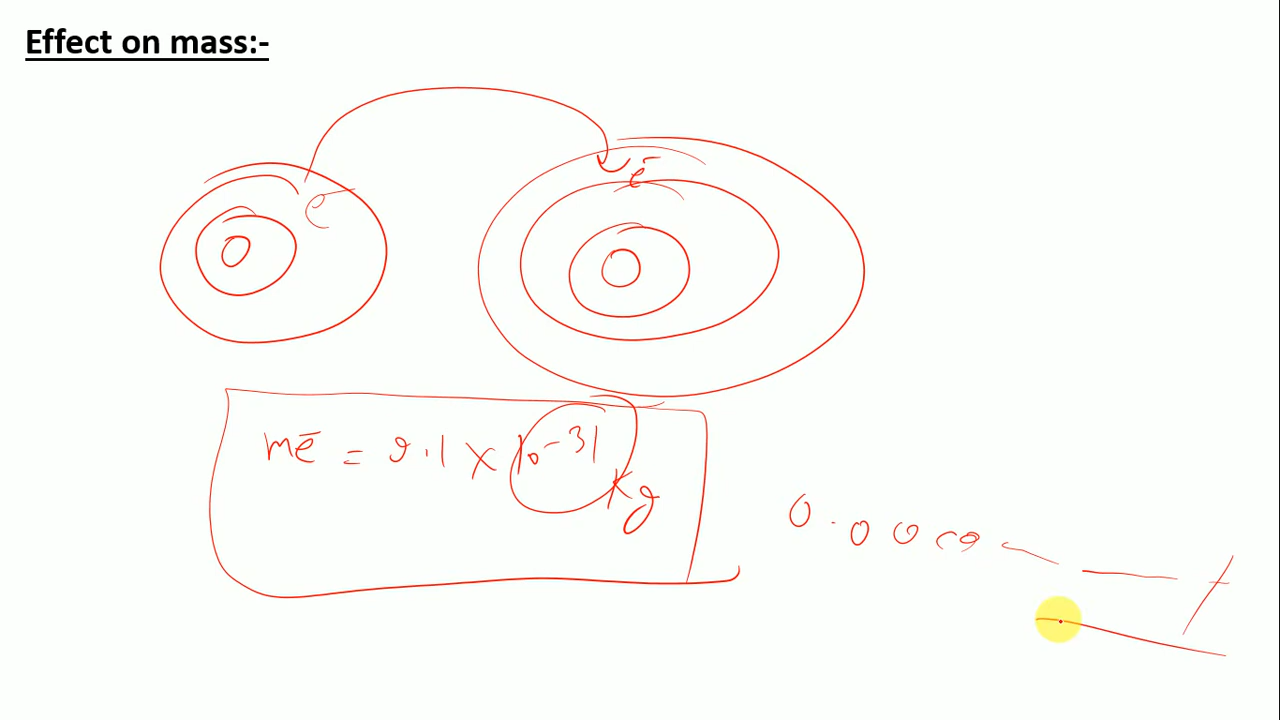 Effect on mass:-
e⁻
e⁻
me̅ = 9.1 × 10⁻³¹ kg
0.000